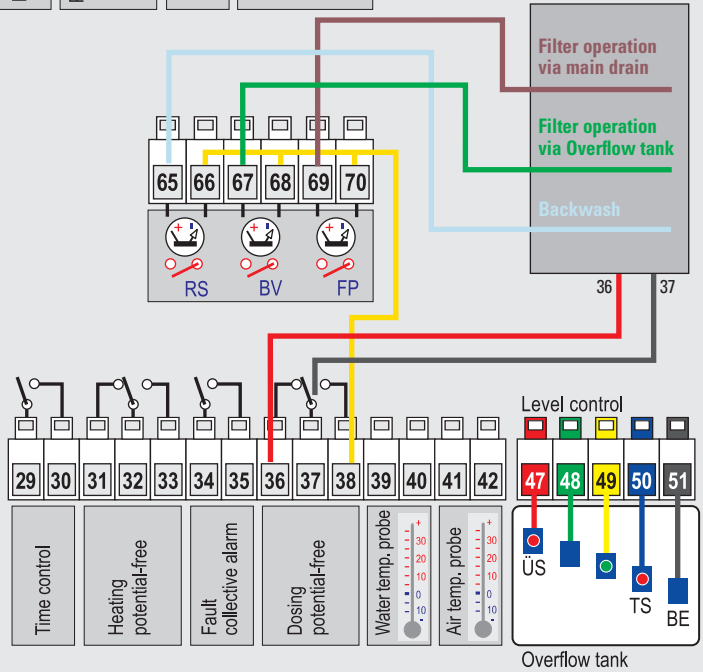 Filter operation
via main drain
Filter operation
via Overflow tank
Backwash
65 66 67 68 69 70
+ - + - + -
RS BV FP
36 37
Level control
29 30 31 32 33 34 35 36 37 38 39 40 41 42
47 48 49 50 51
Time control
Heating
potential-free
Fault
collective alarm
Dosing
potential-free
Water temp. probe
+
30
20
10
0
10
-
Air temp. probe
+
30
20
10
0
10
-
ÜS
TS
BE
Overflow tank